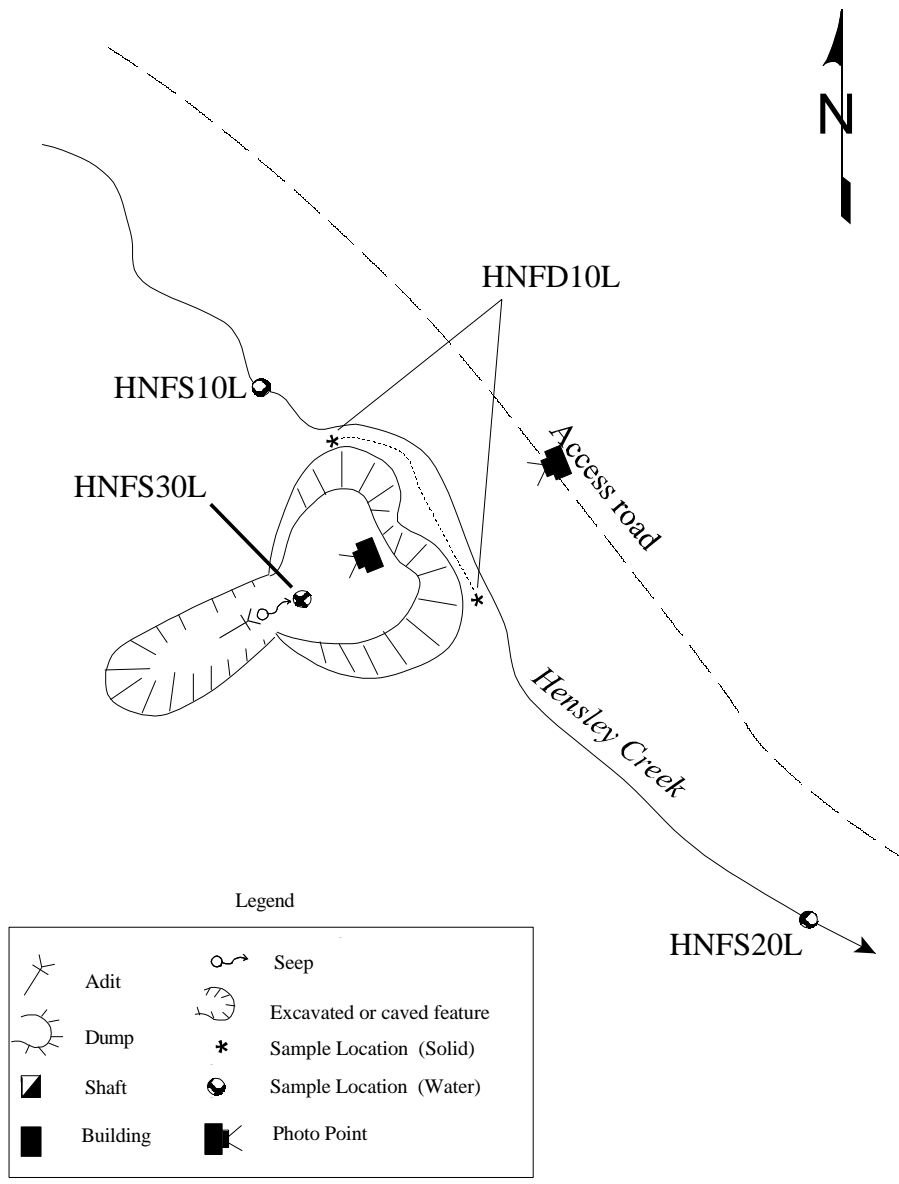 N
HNFD10L
HNFS10L
Access road
HNFS30L
Hensley Creek
HNFS20L
Legend
Adit
Dump
Shaft
Building
Seep
Excavated or caved feature
Sample Location (Solid)
Sample Location (Water)
Photo Point